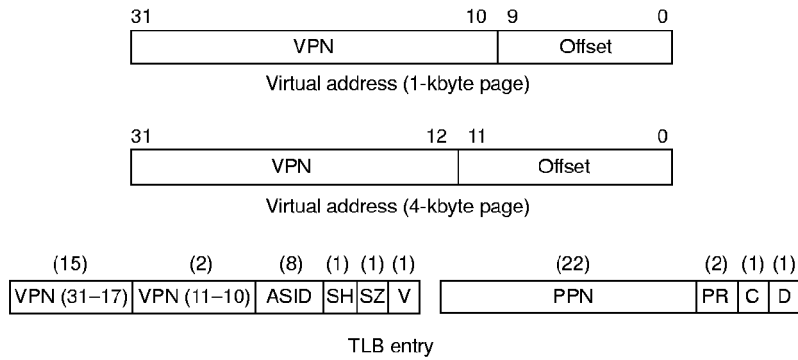 31 10 9 0
VPN Offset
Virtual address (1-kbyte page)
31 12 11 0
VPN Offset
Virtual address (4-kbyte page)
(15) (2) (8) (1) (1) (1) (22) (2) (1) (1)
VPN (31–17) VPN (11–10) ASID SH SZ V PPN PR C D
TLB entry